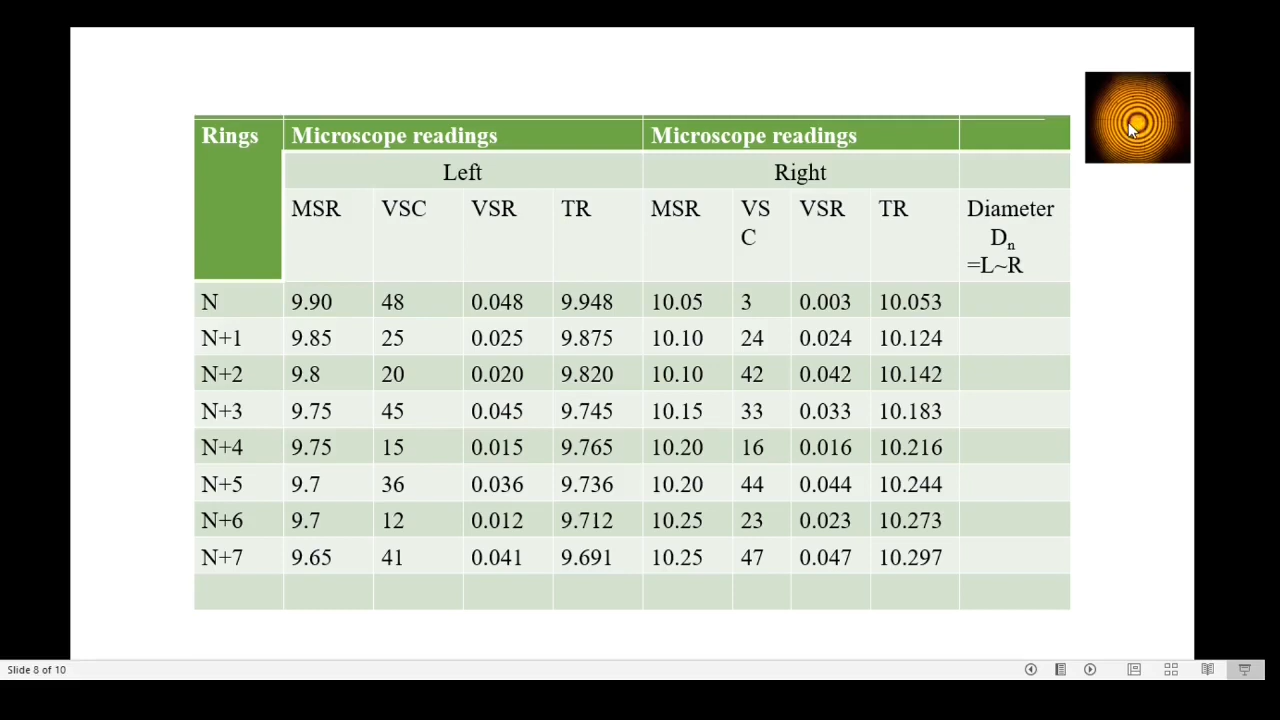 Rings Microscope readings Microscope readings
Left Right
MSR VSC VSR TR MSR VS VSR TR Diameter
C Dn
=L~R
N 9.90 48 0.048 9.948 10.05 3 0.003 10.053
N+1 9.85 25 0.025 9.875 10.10 24 0.024 10.124
N+2 9.8 20 0.020 9.820 10.10 42 0.042 10.142
N+3 9.75 45 0.045 9.745 10.15 33 0.033 10.183
N+4 9.75 15 0.015 9.765 10.20 16 0.016 10.216
N+5 9.7 36 0.036 9.736 10.20 44 0.044 10.244
N+6 9.7 12 0.012 9.712 10.25 23 0.023 10.273
N+7 9.65 41 0.041 9.691 10.25 47 0.047 10.297
Slide 8 of 10